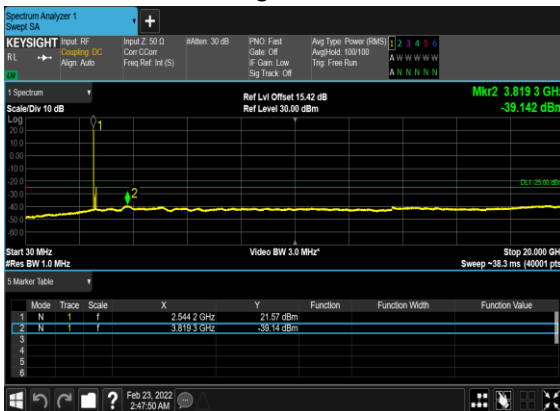 Spectrum Analyzer 1
Swept SA
+
KEYSIGHT Input: RF Input Z: 50 Ω #Atten: 30 dB PNO: Fast Avg Type: Power (RMS) 1 2 3 4 5 6
RL Coupling: DC Corr CCorr Gate: Off Avg|Hold: 100/100 A W W W W W
Align: Auto Freq Ref: Int (S) IF Gain: Low Trig: Free Run
Sig Track: Off A N N N N N
1 Spectrum Ref Lvl Offset 15.42 dB Mkr2 3.819 3 GHz
Scale/Div 10 dB Ref Level 30.00 dBm -39.142 dBm
Log
20.0
10.0
0.00
-10.0
-20.0
-30.0
-40.0
-50.0
-60.0
1
2
DL1 -25.00 dBm
Start 30 MHz Video BW 3.0 MHz* Stop 20.000 GHz
#Res BW 1.0 MHz Sweep ~38.3 ms (40001 pts)
5 Marker Table
Mode Trace Scale X Y Function Function Width Function Value
1 N 1 f 2.544 2 GHz 21.57 dBm
2 N 1 f 3.819 3 GHz -39.14 dBm
3
4
5
6
? Feb 23, 2022
2:47:50 AM